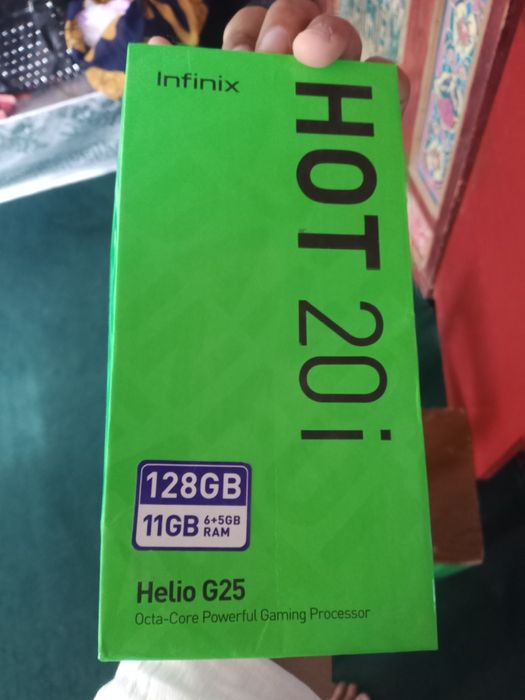 Infinix
HOT 20i
128GB
11GB 6+5GB RAM
Helio G25
Octa-Core Powerful Gaming Processor